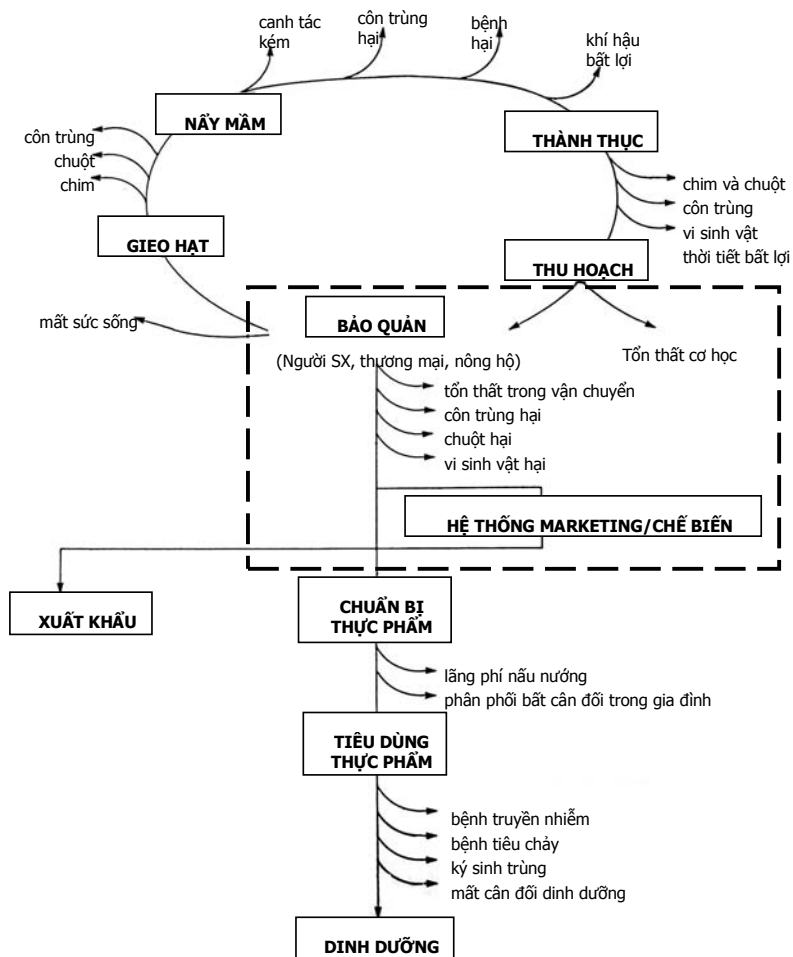 canh tác
kém
côn trùng
hại
bệnh
hại
khí hậu
bất lợi
NẨY MẦM
THÀNH THỤC
côn trùng
chuột
chim
chim và chuột
côn trùng
vi sinh vật
thời tiết bất lợi
GIEO HẠT
THU HOẠCH
mất sức sống
BẢO QUẢN
Tổn thất cơ học
(Người SX, thương mại, nông hộ)
tổn thất trong vận chuyển
côn trùng hại
chuột hại
vi sinh vật hại
HỆ THỐNG MARKETING/CHẾ BIẾN
XUẤT KHẨU
CHUẨN BỊ
THỰC PHẨM
lãng phí nấu nướng
phân phối bất cân đối trong gia đình
TIÊU DÙNG
THỰC PHẨM
bệnh truyền nhiễm
bệnh tiêu chảy
ký sinh trùng
mất cân đối dinh dưỡng
DINH DƯỠNG